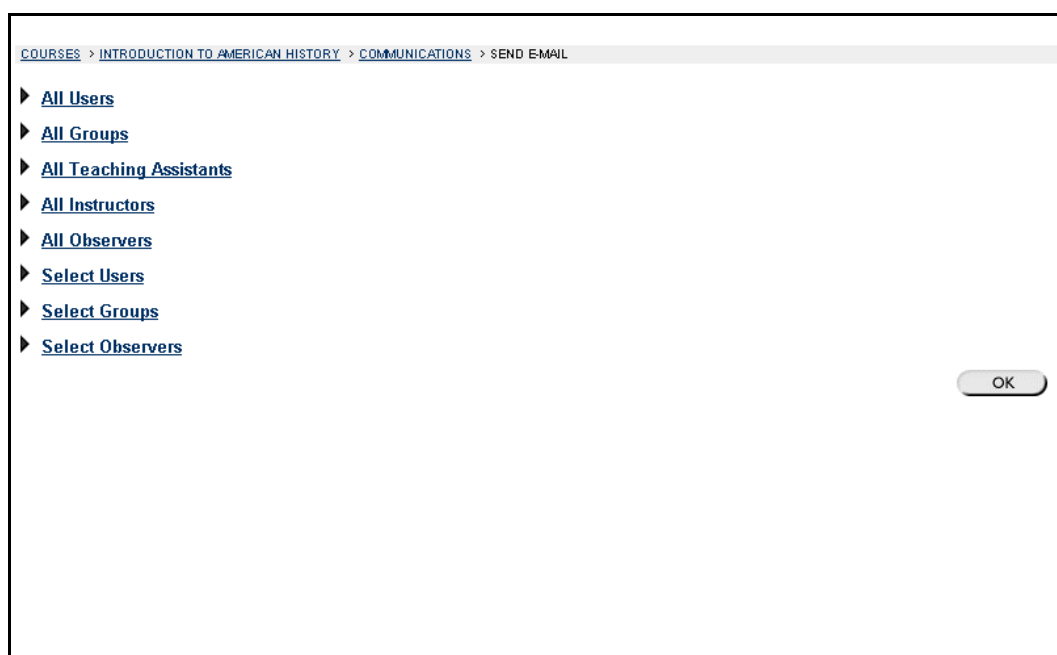 COURSES > INTRODUCTION TO AMERICAN HISTORY > COMMUNICATIONS > SEND E-MAIL
All Users
All Groups
All Teaching Assistants
All Instructors
All Observers
Select Users
Select Groups
Select Observers
OK